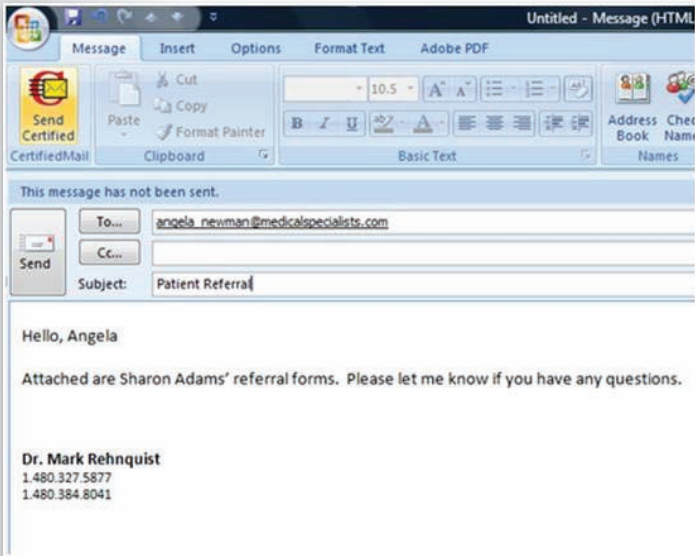 Untitled - Message (HTML
Message Insert Options Format Text Adobe PDF
Send Certified
CertifiedMail
Paste
Cut
Copy
Format Painter
Clipboard
10.5 A A
B I U ab A
Basic Text
Address Book
Names
This message has not been sent.
Send
To... angela_newman@medicalspecialists.com
Cc...
Subject: Patient Referral
Hello, Angela
Attached are Sharon Adams’ referral forms. Please let me know if you have any questions.
Dr. Mark Rehnquist
1.480.327.5877
1.480.384.8041